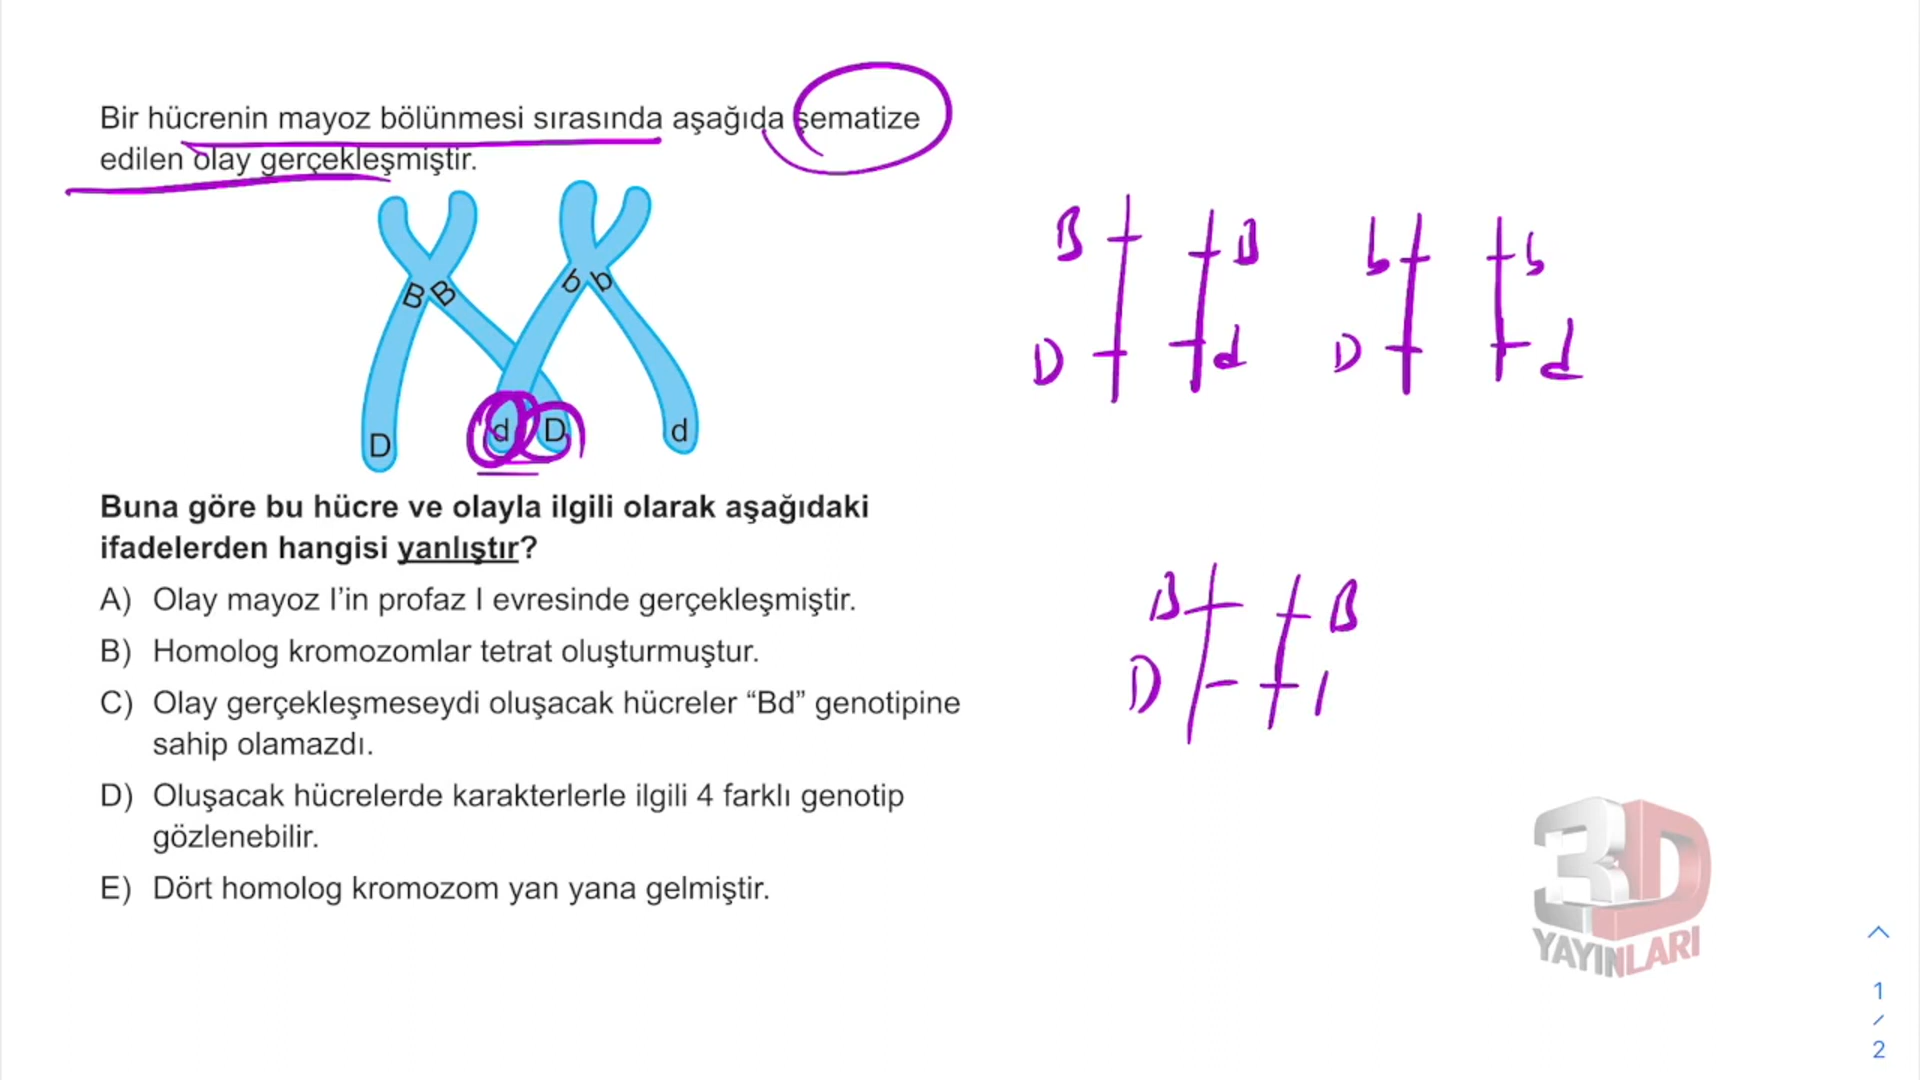 Bir hücrenin mayoz bölünmesi sırasında aşağıda şematize
edilen olay gerçekleşmiştir.
B B b b
D d D d
B B b b
D d D d
Buna göre bu hücre ve olayla ilgili olarak aşağıdaki
ifadelerden hangisi yanlıştır?
A) Olay mayoz I’in profaz I evresinde gerçekleşmiştir.
B) Homolog kromozomlar tetrat oluşturmuştur.
C) Olay gerçekleşmeseydi oluşacak hücreler “Bd” genotipine
sahip olamazdı.
D) Oluşacak hücrelerde karakterlerle ilgili 4 farklı genotip
gözlenebilir.
E) Dört homolog kromozom yan yana gelmiştir.
B B
D
3D
YAYINLARI
1
/
2